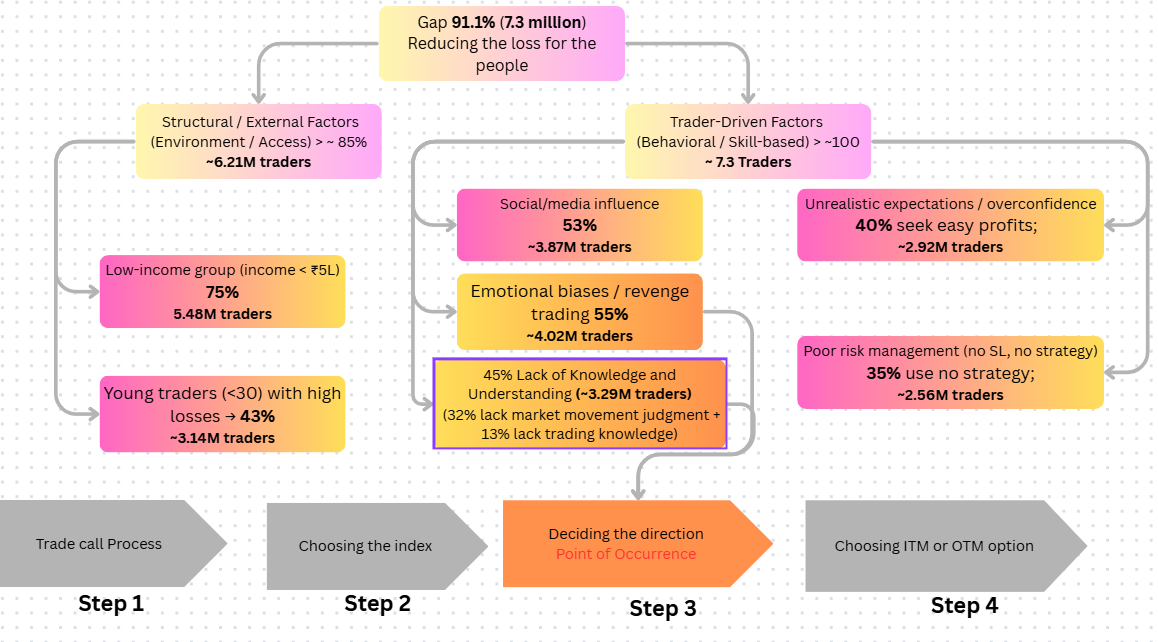 Gap 91.1% (7.3 million)
Reducing the loss for the
people
Structural / External Factors
(Environment / Access) > ~ 85%
~6.21M traders
Trader-Driven Factors
(Behavioral / Skill-based) > ~100
~ 7.3 Traders
Low-income group (income < ₹5L)
75%
5.48M traders
Young traders (<30) with high
losses → 43%
~3.14M traders
Social/media influence
53%
~3.87M traders
Emotional biases / revenge
trading 55%
~4.02M traders
45% Lack of Knowledge and
Understanding (~3.29M traders)
(32% lack market movement judgment +
13% lack trading knowledge)
Unrealistic expectations / overconfidence
40% seek easy profits;
~2.92M traders
Poor risk management (no SL, no strategy)
35% use no strategy;
~2.56M traders
Trade call Process
Step 1
Choosing the index
Step 2
Deciding the direction
Point of Occurrence
Step 3
Choosing ITM or OTM option
Step 4